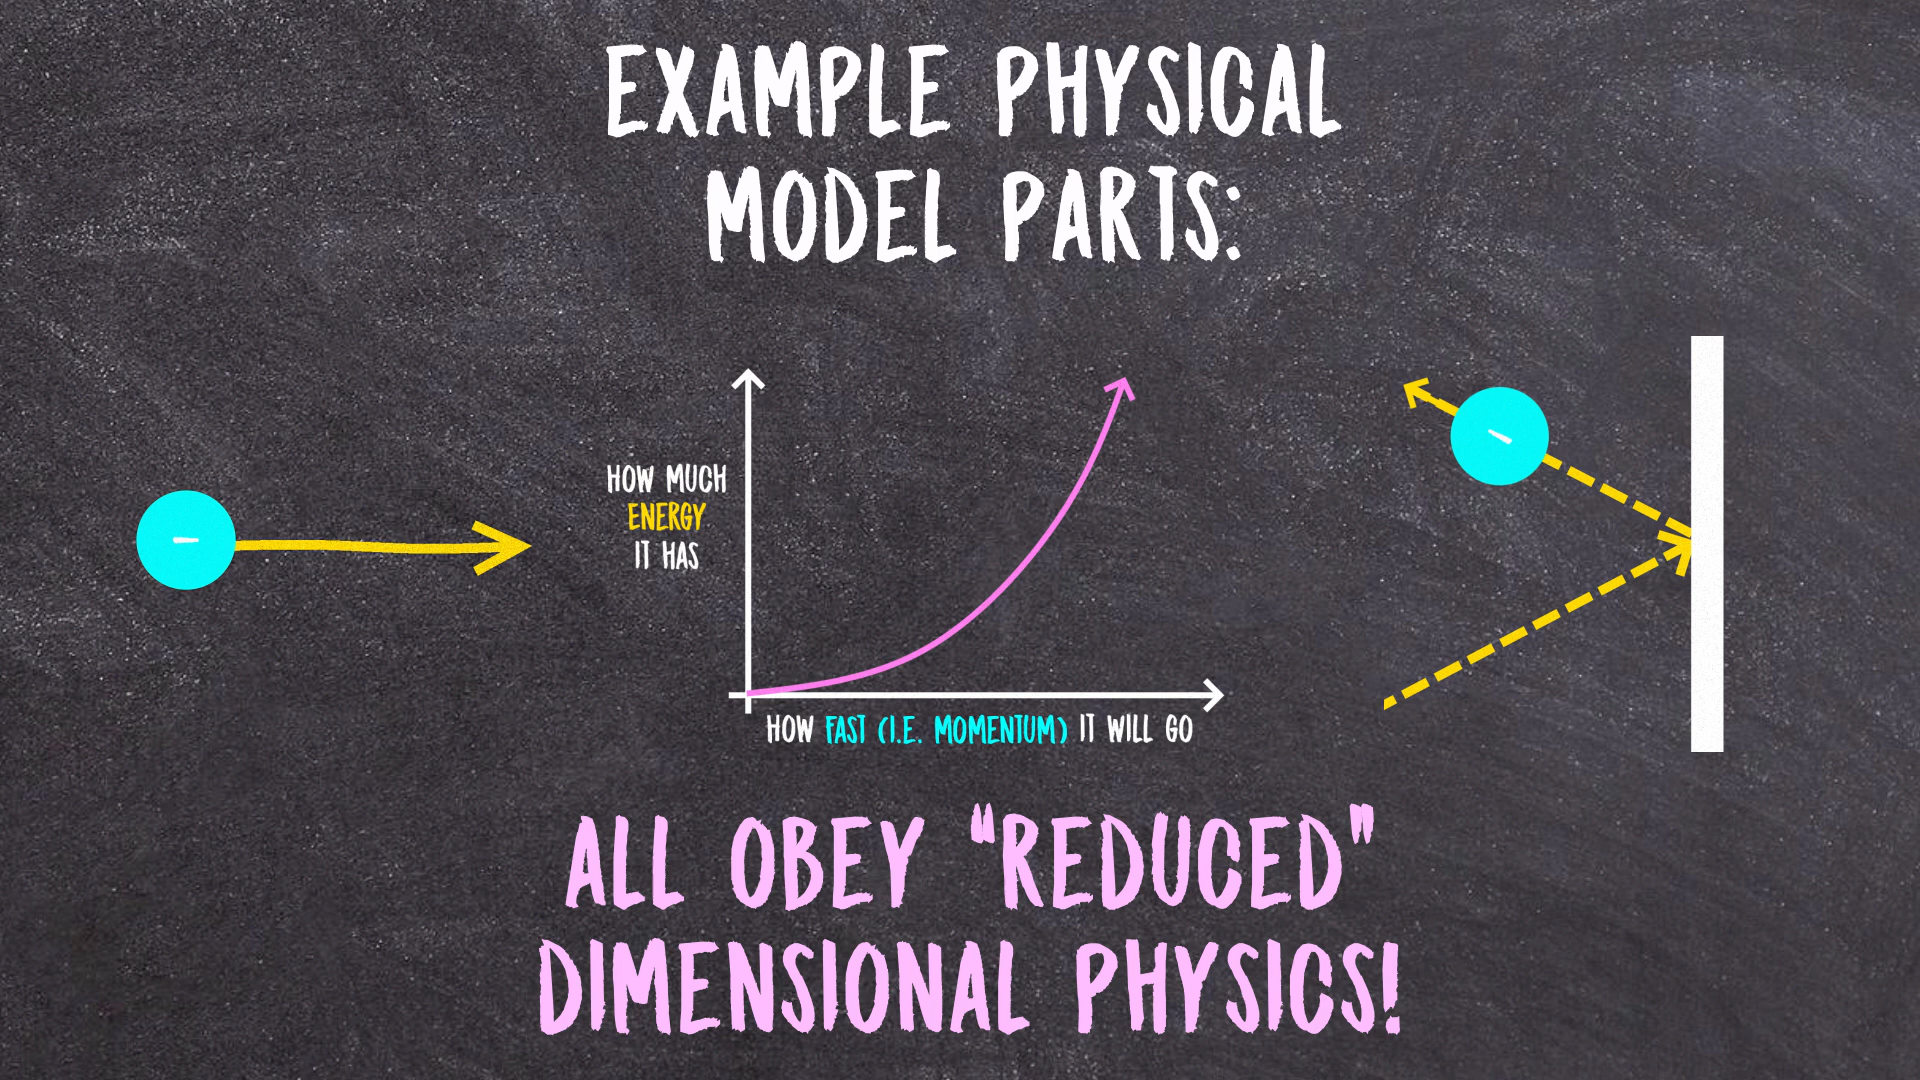 EXAMPLE PHYSICAL
MODEL PARTS:
HOW MUCH
ENERGY
IT HAS
HOW FAST (I.E. MOMENTUM) IT WILL GO
ALL OBEY "REDUCED"
DIMENSIONAL PHYSICS!